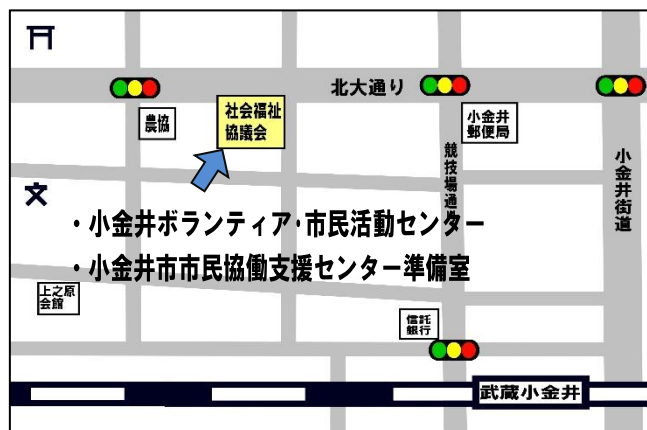 北大通り
農協
社会福祉
協議会
小金井
郵便局
競技場通り
小金井街道
文
・小金井ボランティア・市民活動センター
・小金井市市民協働支援センター準備室
上之原
会館
信託
銀行
武蔵小金井